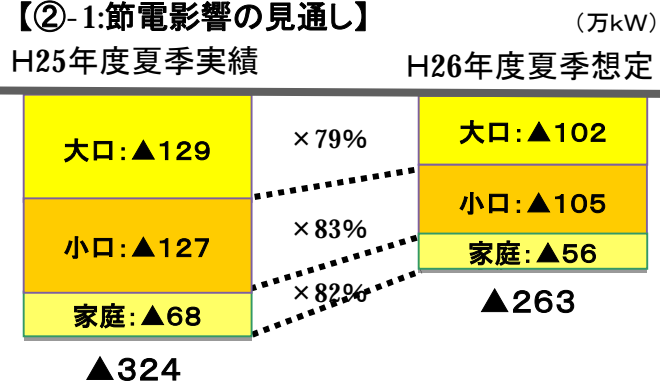 【②-1:節電影響の見通し】
(万kW)
H25年度夏季実績
H26年度夏季想定
大口:▲129
×79%
大口:▲102
小口:▲127
×83%
小口:▲105
家庭:▲68
×82%
家庭:▲56
▲324
▲263